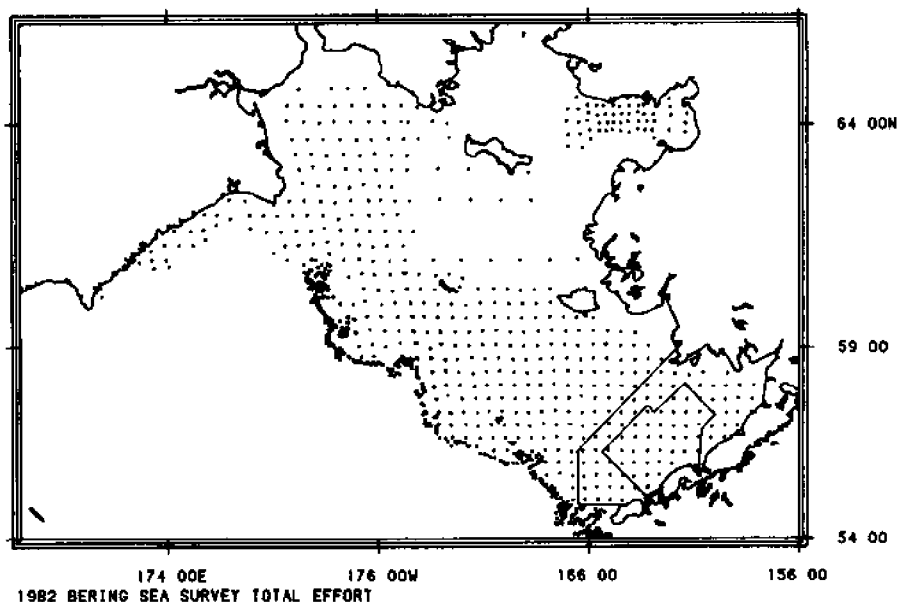 64 00N
59 00
54 00
174 00E 176 00W 166 00 156 00
1982 BERING SEA SURVEY TOTAL EFFORT